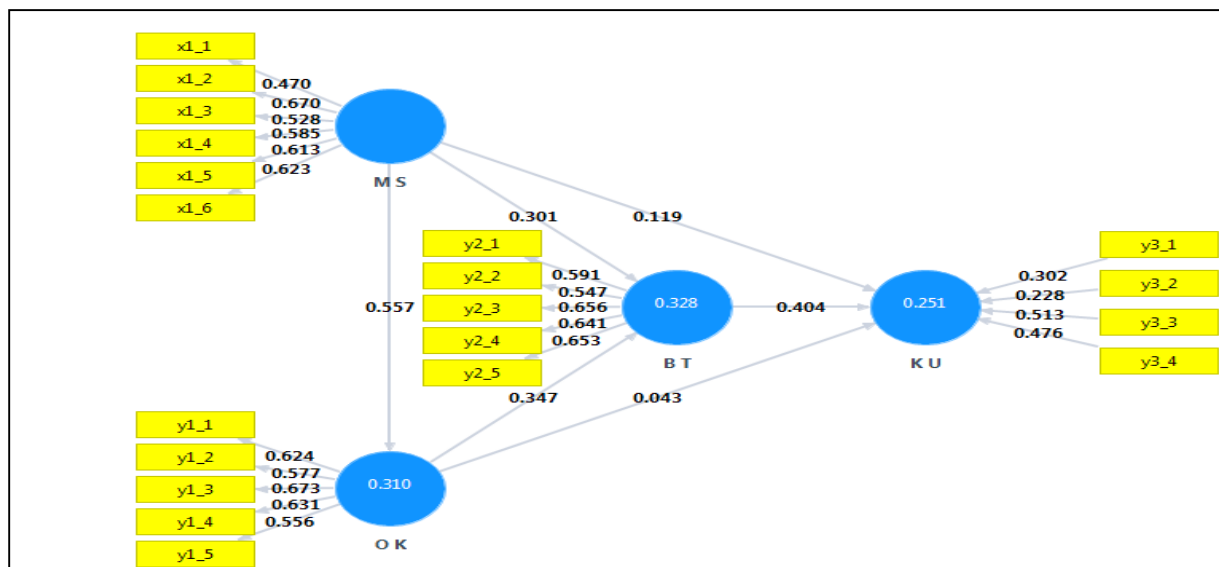 x1_1
x1_2
x1_3
x1_4
x1_5
x1_6
0.470
0.670
0.528
0.585
0.613
0.623
M S
0.301
0.119
0.557
y2_1
y2_2
y2_3
y2_4
y2_5
0.591
0.547
0.656
0.641
0.653
0.328
B T
0.404
0.251
K U
0.302
0.228
0.513
0.476
y3_1
y3_2
y3_3
y3_4
0.347
0.043
y1_1
y1_2
y1_3
y1_4
y1_5
0.624
0.577
0.673
0.631
0.556
0.310
O K